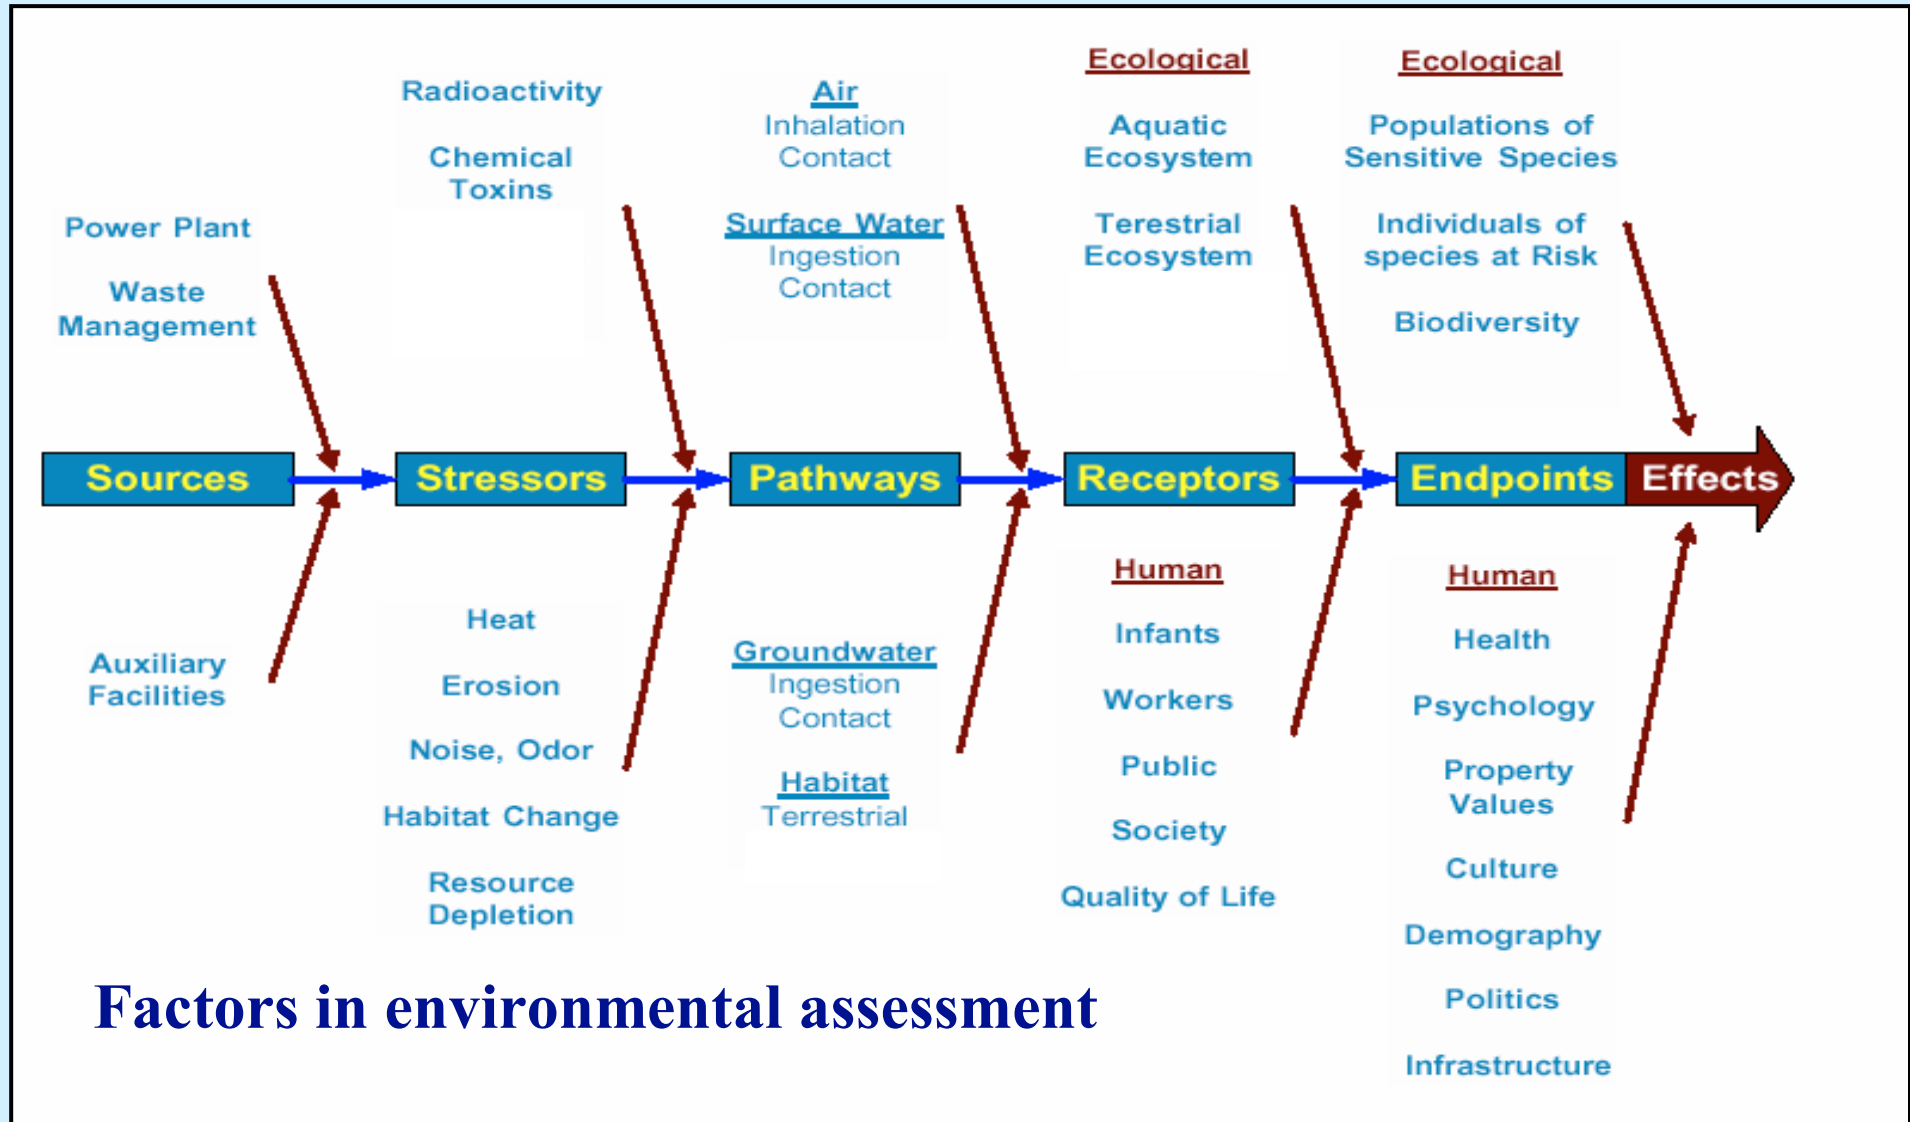 Power Plant
Waste
Management
Radioactivity
Chemical
Toxins
Air
Inhalation
Contact
Surface Water
Ingestion
Contact
Ecological
Aquatic
Ecosystem
Terestrial
Ecosystem
Ecological
Populations of
Sensitive Species
Individuals of
species at Risk
Biodiversity
Sources
Stressors
Pathways
Receptors
Endpoints
Effects
Auxiliary
Facilities
Heat
Erosion
Noise, Odor
Habitat Change
Resource
Depletion
Groundwater
Ingestion
Contact
Habitat
Terrestrial
Human
Infants
Workers
Public
Society
Quality of Life
Human
Health
Psychology
Property
Values
Culture
Demography
Politics
Infrastructure
Factors in environmental assessment